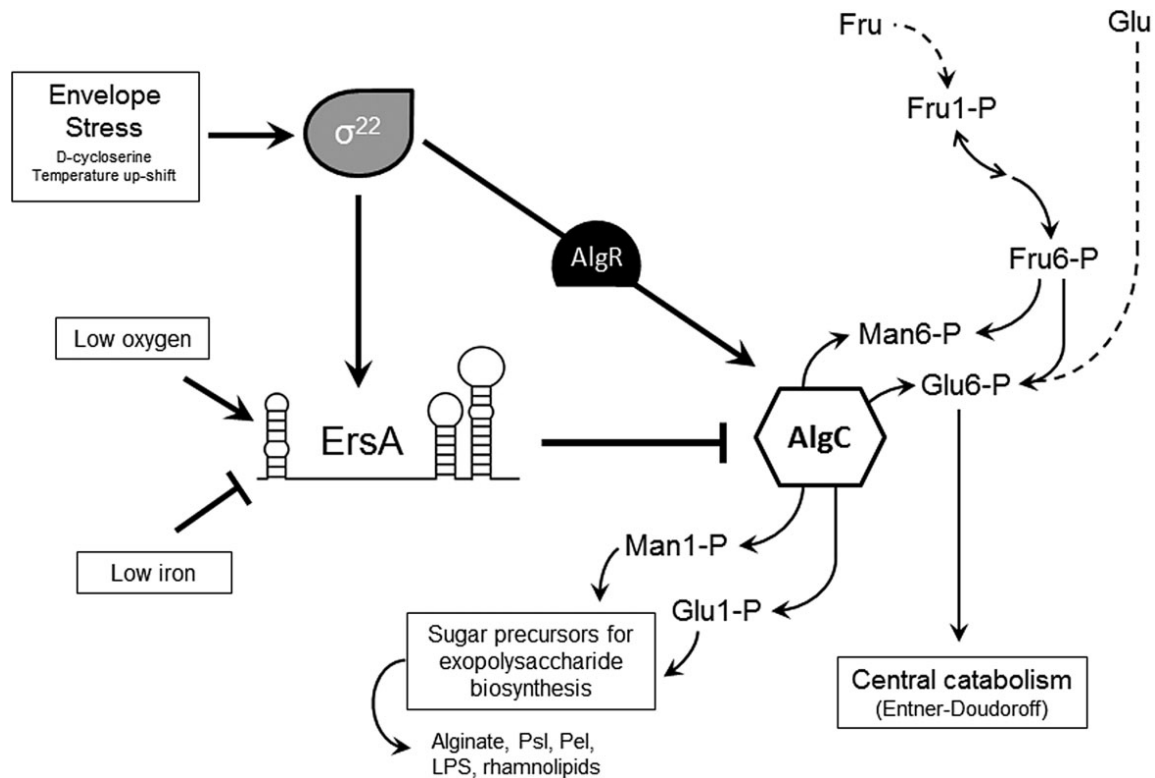 Fru
Glu
Envelope
Stress
D-cycloserine
Temperature up-shift
σ²²
Fru1-P
AlgR
Fru6-P
Low oxygen
Man6-P
Glu6-P
ErsA
AlgC
Low iron
Man1-P
Glu1-P
Sugar precursors for
exopolysaccharide
biosynthesis
Central catabolism
(Entner-Doudoroff)
Alginate, Psl, Pel,
LPS, rhamnolipids